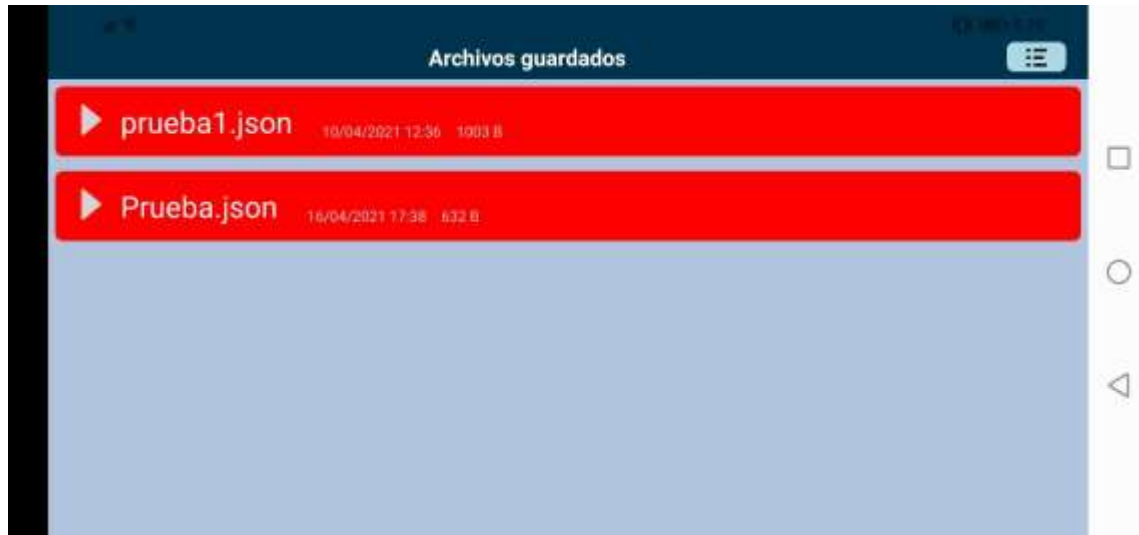 Archivos guardados
prueba1.json 10/04/2021 12:36 1003 B
Prueba.json 16/04/2021 17:38 632 B